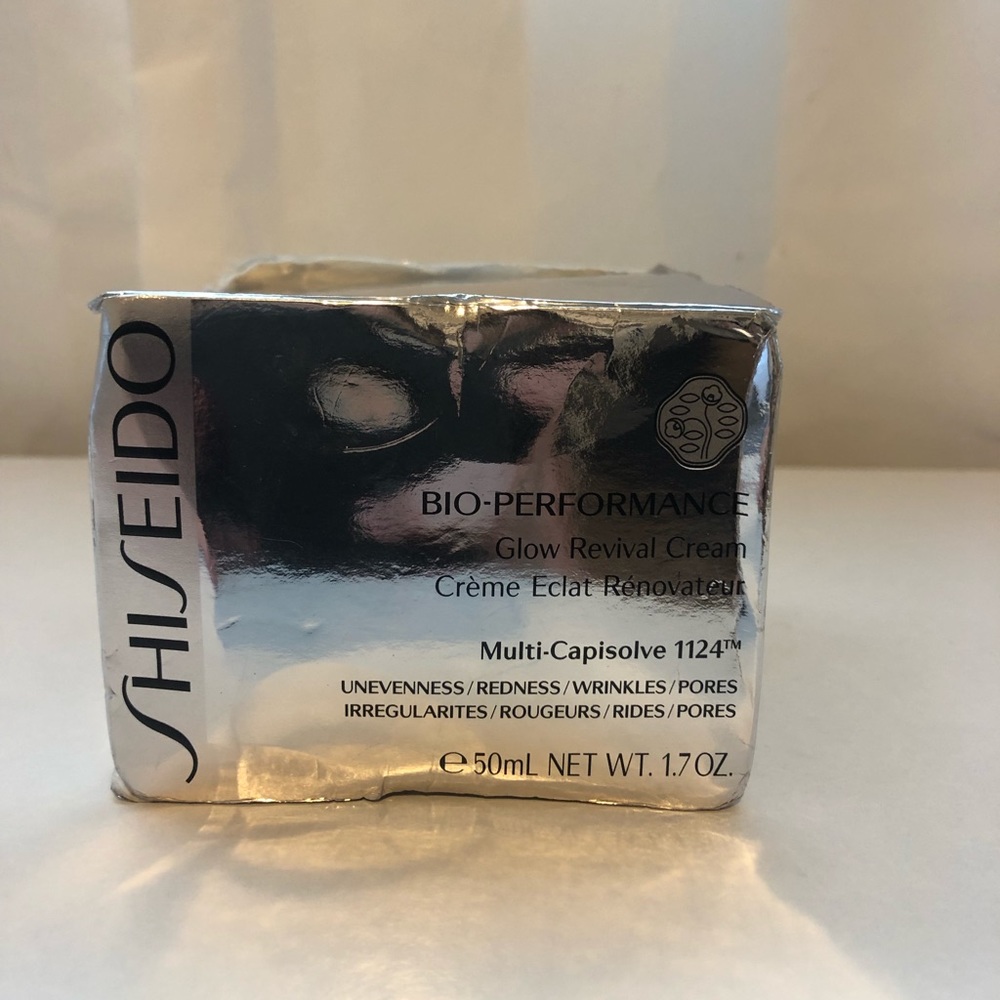 SHISEIDO
BIO-PERFORMANCE
Glow Revival Cream
Crème Eclat Rénovateur
Multi-Capisolve 1124™
UNEVENNESS/REDNESS/WRINKLES/PORES
IRREGULARITES/ROUGEURS/RIDES/PORES
℮50mL NET WT. 1.7 OZ.